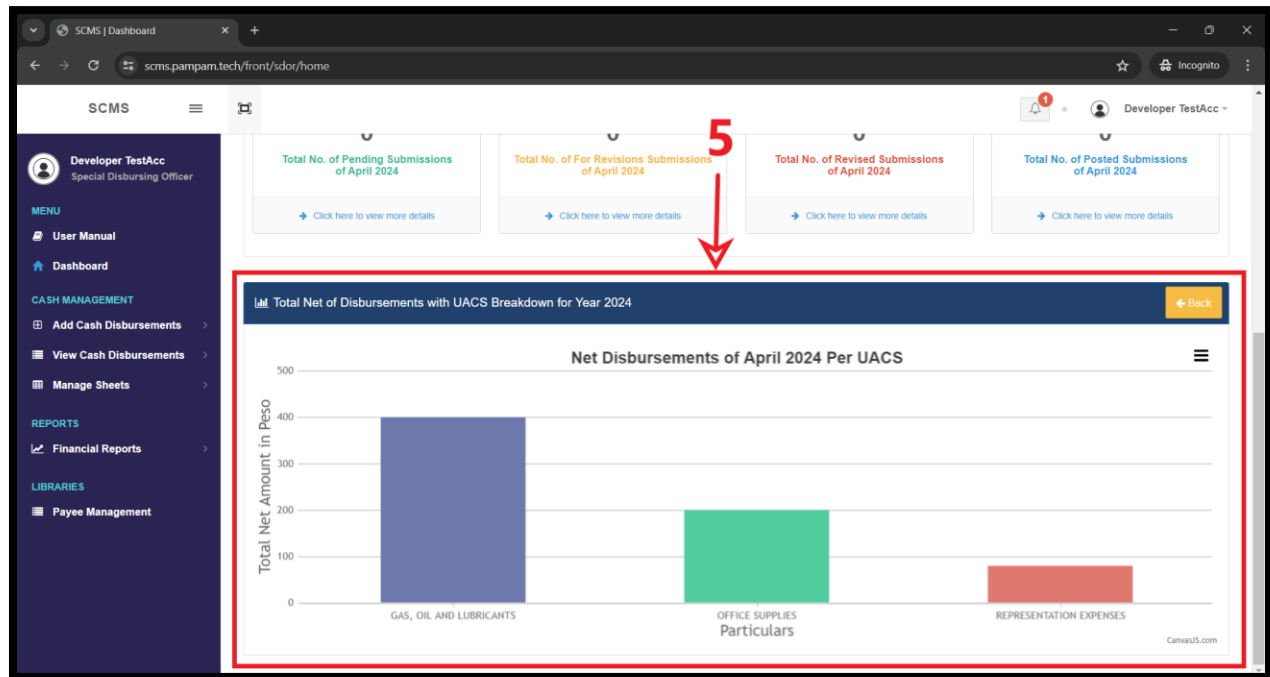 SCMS | Dashboard
scms.pampam.tech/front/sdor/home
Incognito
SCMS
1
Developer TestAcc
Developer TestAcc
Special Disbursing Officer
MENU
User Manual
Dashboard
CASH MANAGEMENT
Add Cash Disbursements
View Cash Disbursements
Manage Sheets
REPORTS
Financial Reports
LIBRARIES
Payee Management
5
Total No. of Pending Submissions
of April 2024
Click here to view more details
Total No. of For Revisions Submissions
of April 2024
Click here to view more details
Total No. of Revised Submissions
of April 2024
Click here to view more details
Total No. of Posted Submissions
of April 2024
Click here to view more details
Total Net of Disbursements with UACS Breakdown for Year 2024
Back
Net Disbursements of April 2024 Per UACS
Total Net Amount in Peso
500
400
300
200
100
0
GAS, OIL AND LUBRICANTS
OFFICE SUPPLIES
REPRESENTATION EXPENSES
Particulars
CanvasJS.com